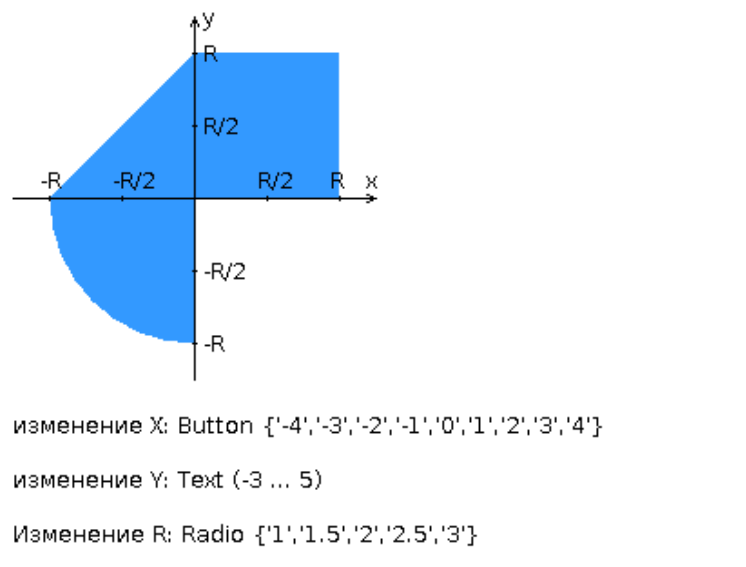 y
R
R/2
-R
-R/2
R/2
R
x
-R/2
-R
изменение X: Button {'-4','-3','-2','-1','0','1','2','3','4'}
изменение Y: Text (-3 ... 5)
Изменение R: Radio {'1','1.5','2','2.5','3'}